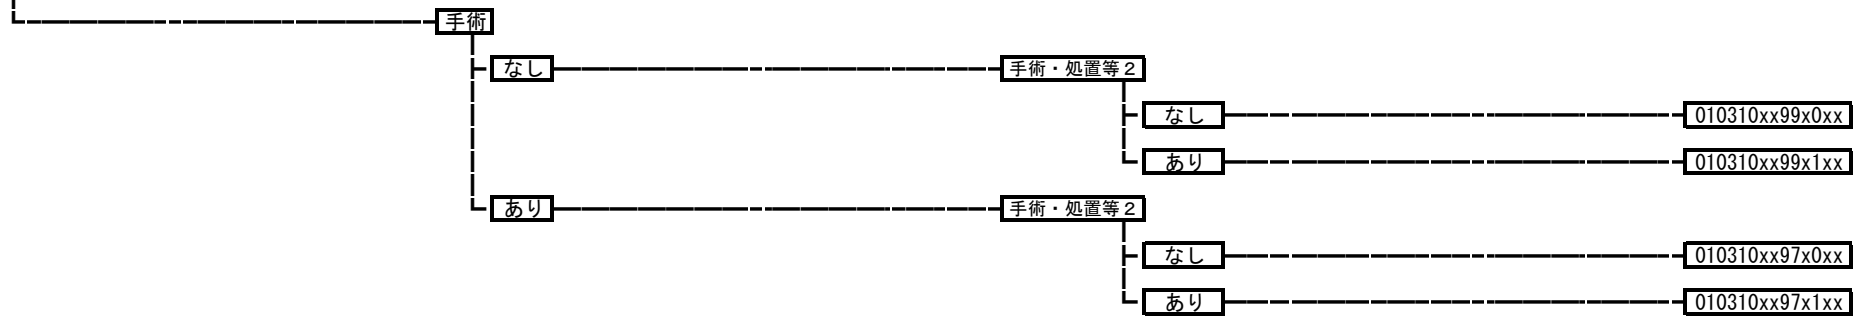 手術
なし 手術・処置等２
なし 010310xx99x0xx
あり 010310xx99x1xx
あり 手術・処置等２
なし 010310xx97x0xx
あり 010310xx97x1xx